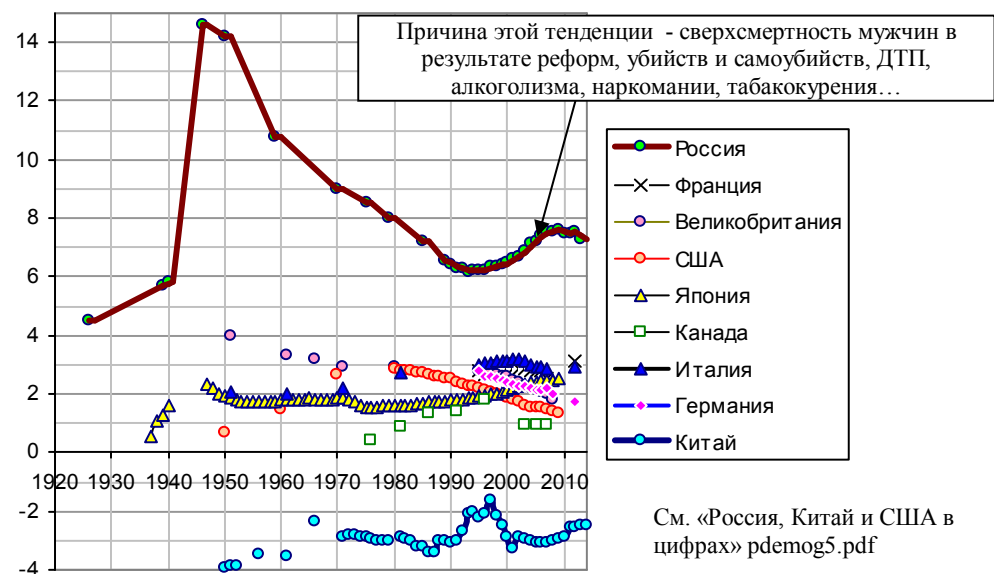 Причина этой тенденции - сверхсмертность мужчин в
результате реформ, убийств и самоубийств, ДТП,
алкоголизма, наркомании, табакокурения…
14
12
10
8
6
4
2
0
1920 1930 1940 1950 1960 1970 1980 1990 2000 2010
-2
-4
Россия
Франция
Великобритания
США
Япония
Канада
Италия
Германия
Китай
См. «Россия, Китай и США в
цифрах» pdemog5.pdf